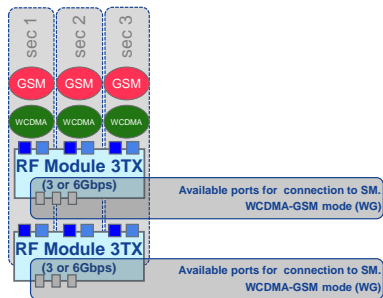 sec 1
sec 2
sec 3
GSM GSM GSM
WCDMA WCDMA WCDMA
RF Module 3TX
(3 or 6Gbps)
Available ports for connection to SM.
WCDMA-GSM mode (WG)
RF Module 3TX
(3 or 6Gbps)
Available ports for connection to SM.
WCDMA-GSM mode (WG)